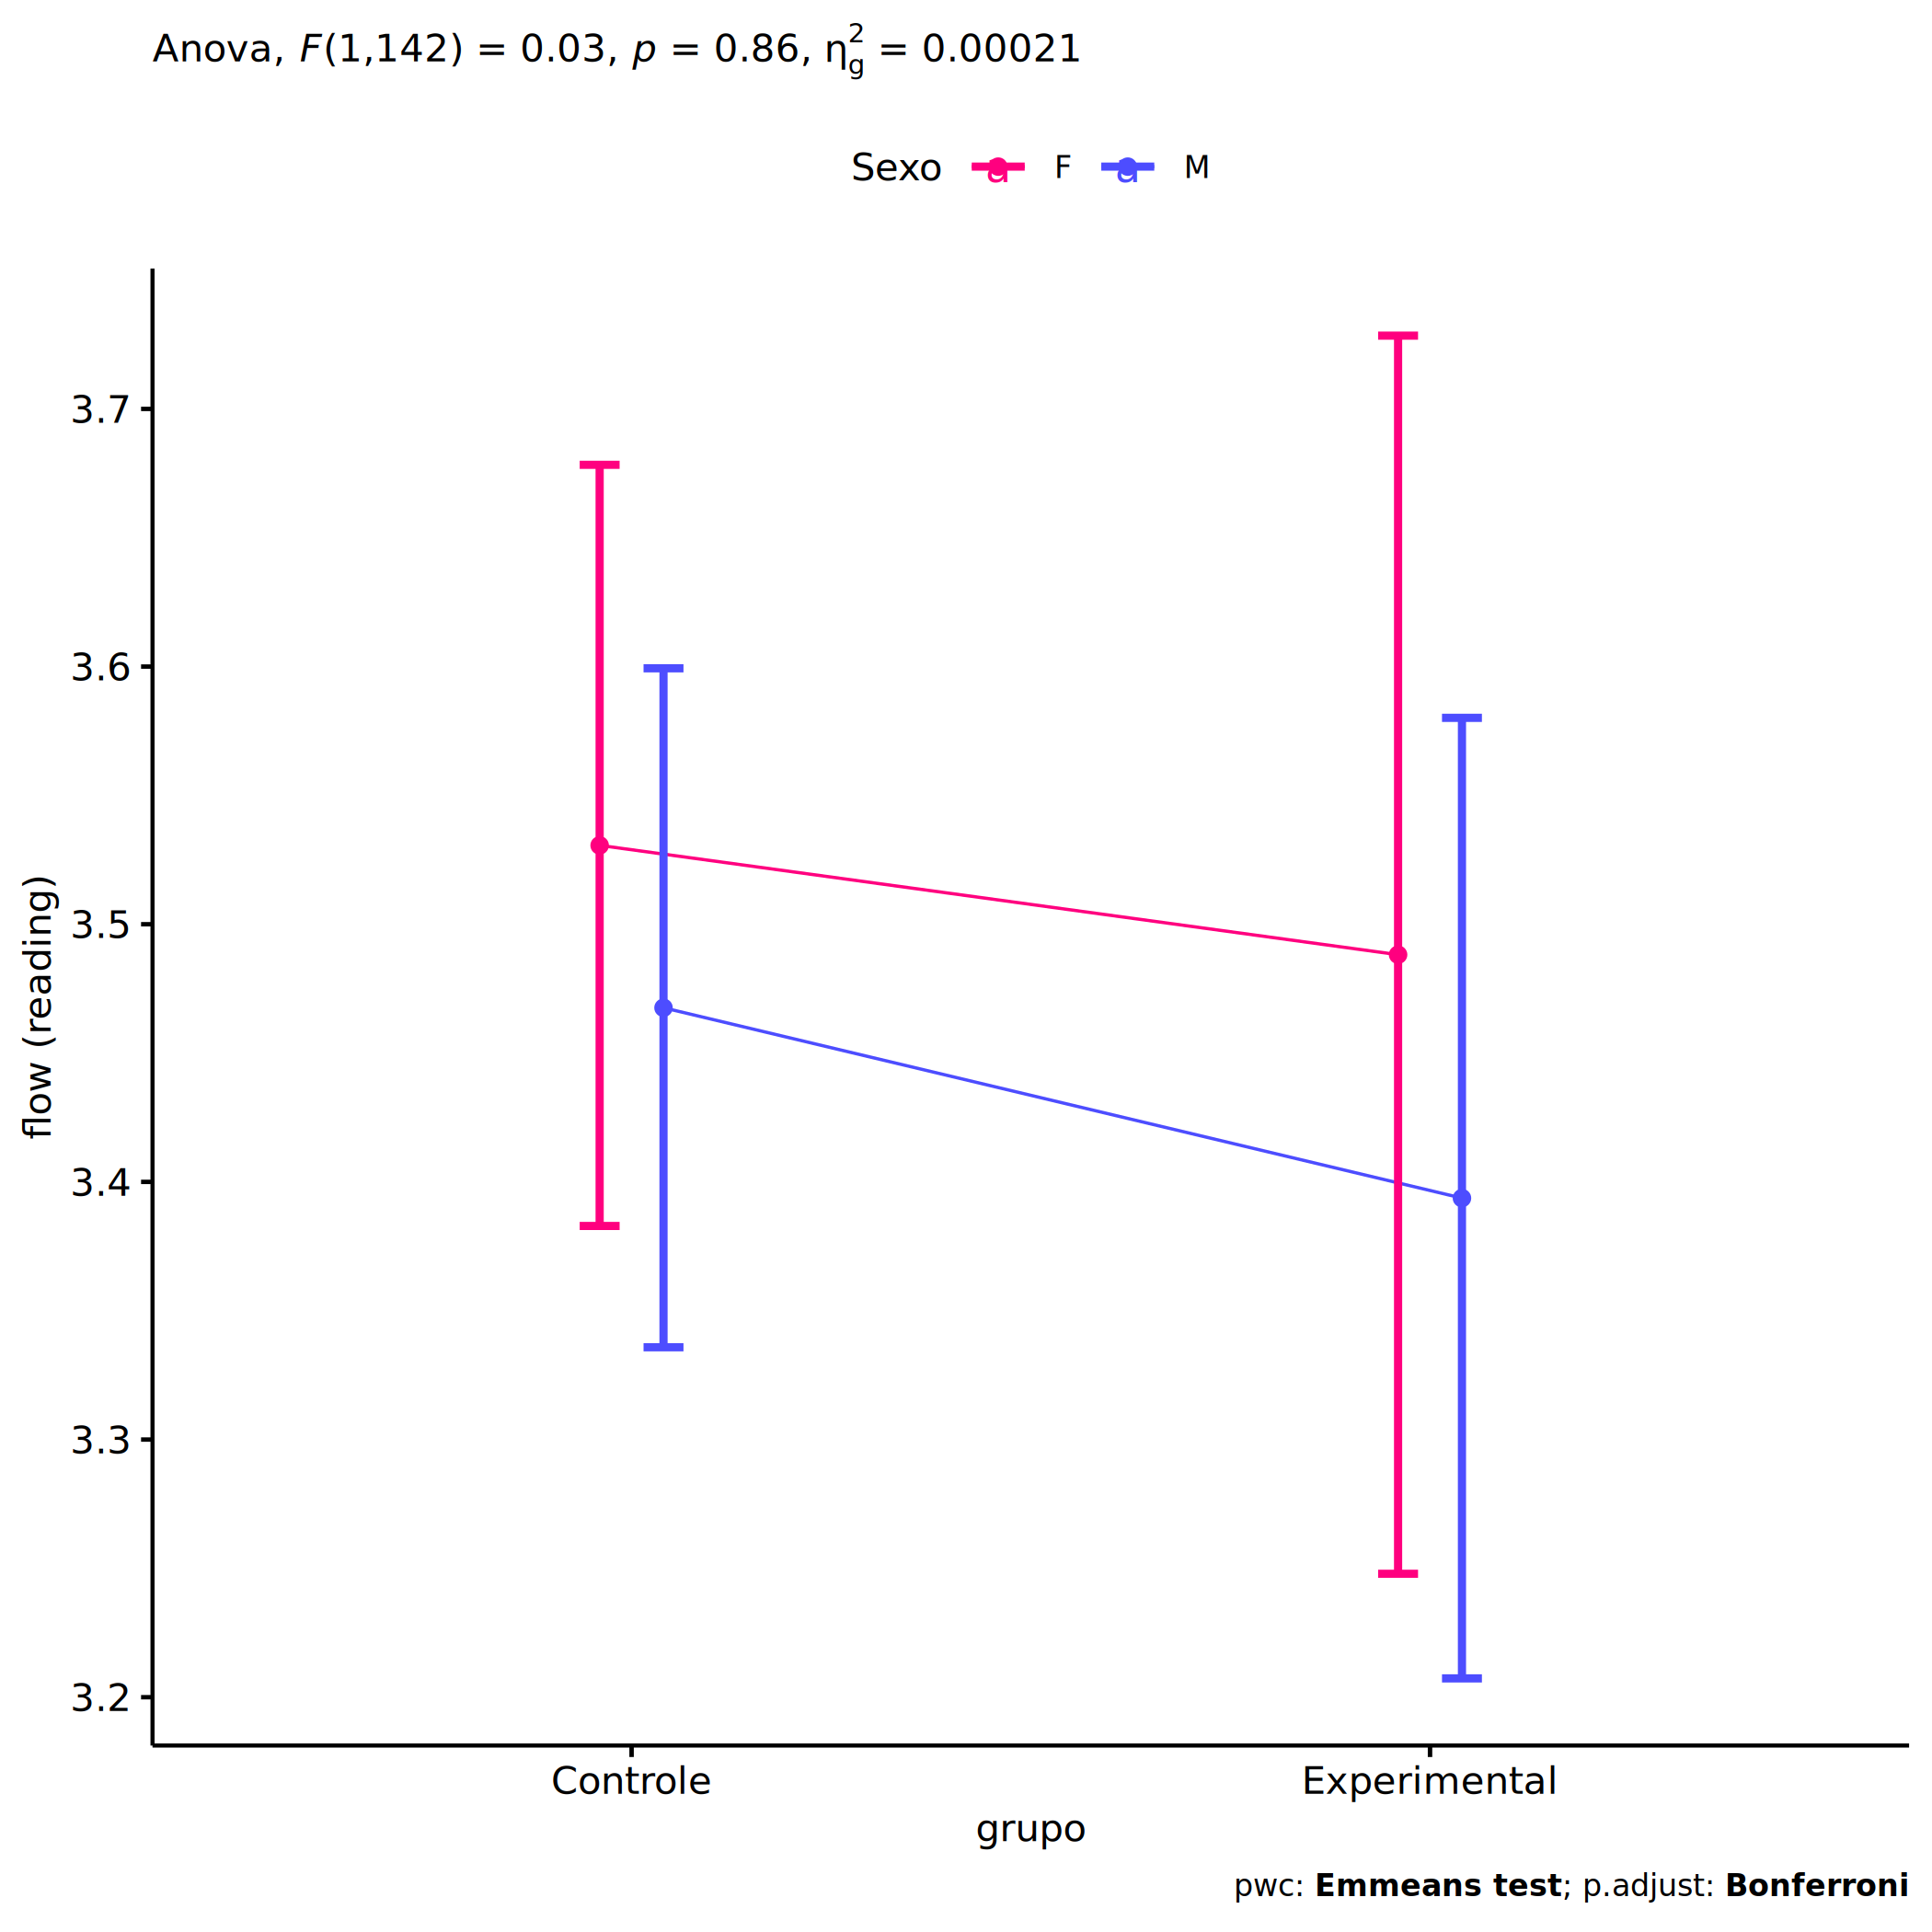 Anova, F(1,142) = 0.03, p = 0.86, η²g = 0.00021
Sexo F M
flow (reading)
3.7
3.6
3.5
3.4
3.3
3.2
Controle Experimental
grupo
pwc: Emmeans test; p.adjust: Bonferroni